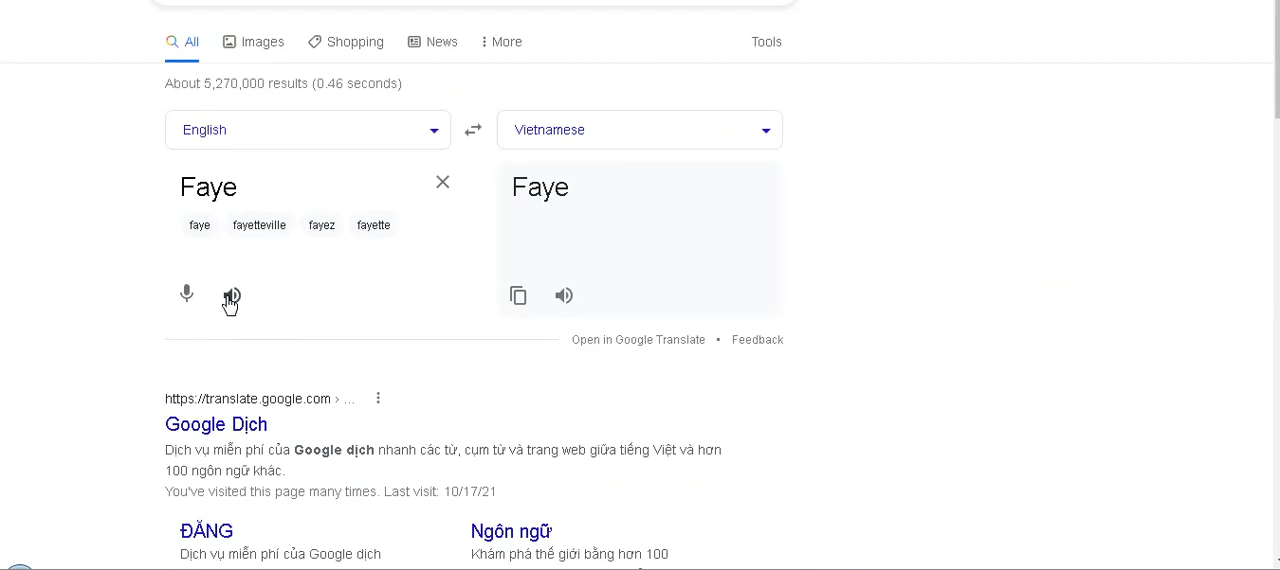 All Images Shopping News More Tools
About 5,270,000 results (0.46 seconds)
English Vietnamese
Faye Faye
faye fayetteville fayez fayette
Open in Google Translate • Feedback
https://translate.google.com › ...
Google Dịch
Dịch vụ miễn phí của Google dịch nhanh các từ, cụm từ và trang web giữa tiếng Việt và hơn
100 ngôn ngữ khác.
You've visited this page many times. Last visit: 10/17/21
ĐĂNG Ngôn ngữ
Dịch vụ miễn phí của Google dịch Khám phá thế giới bằng hơn 100